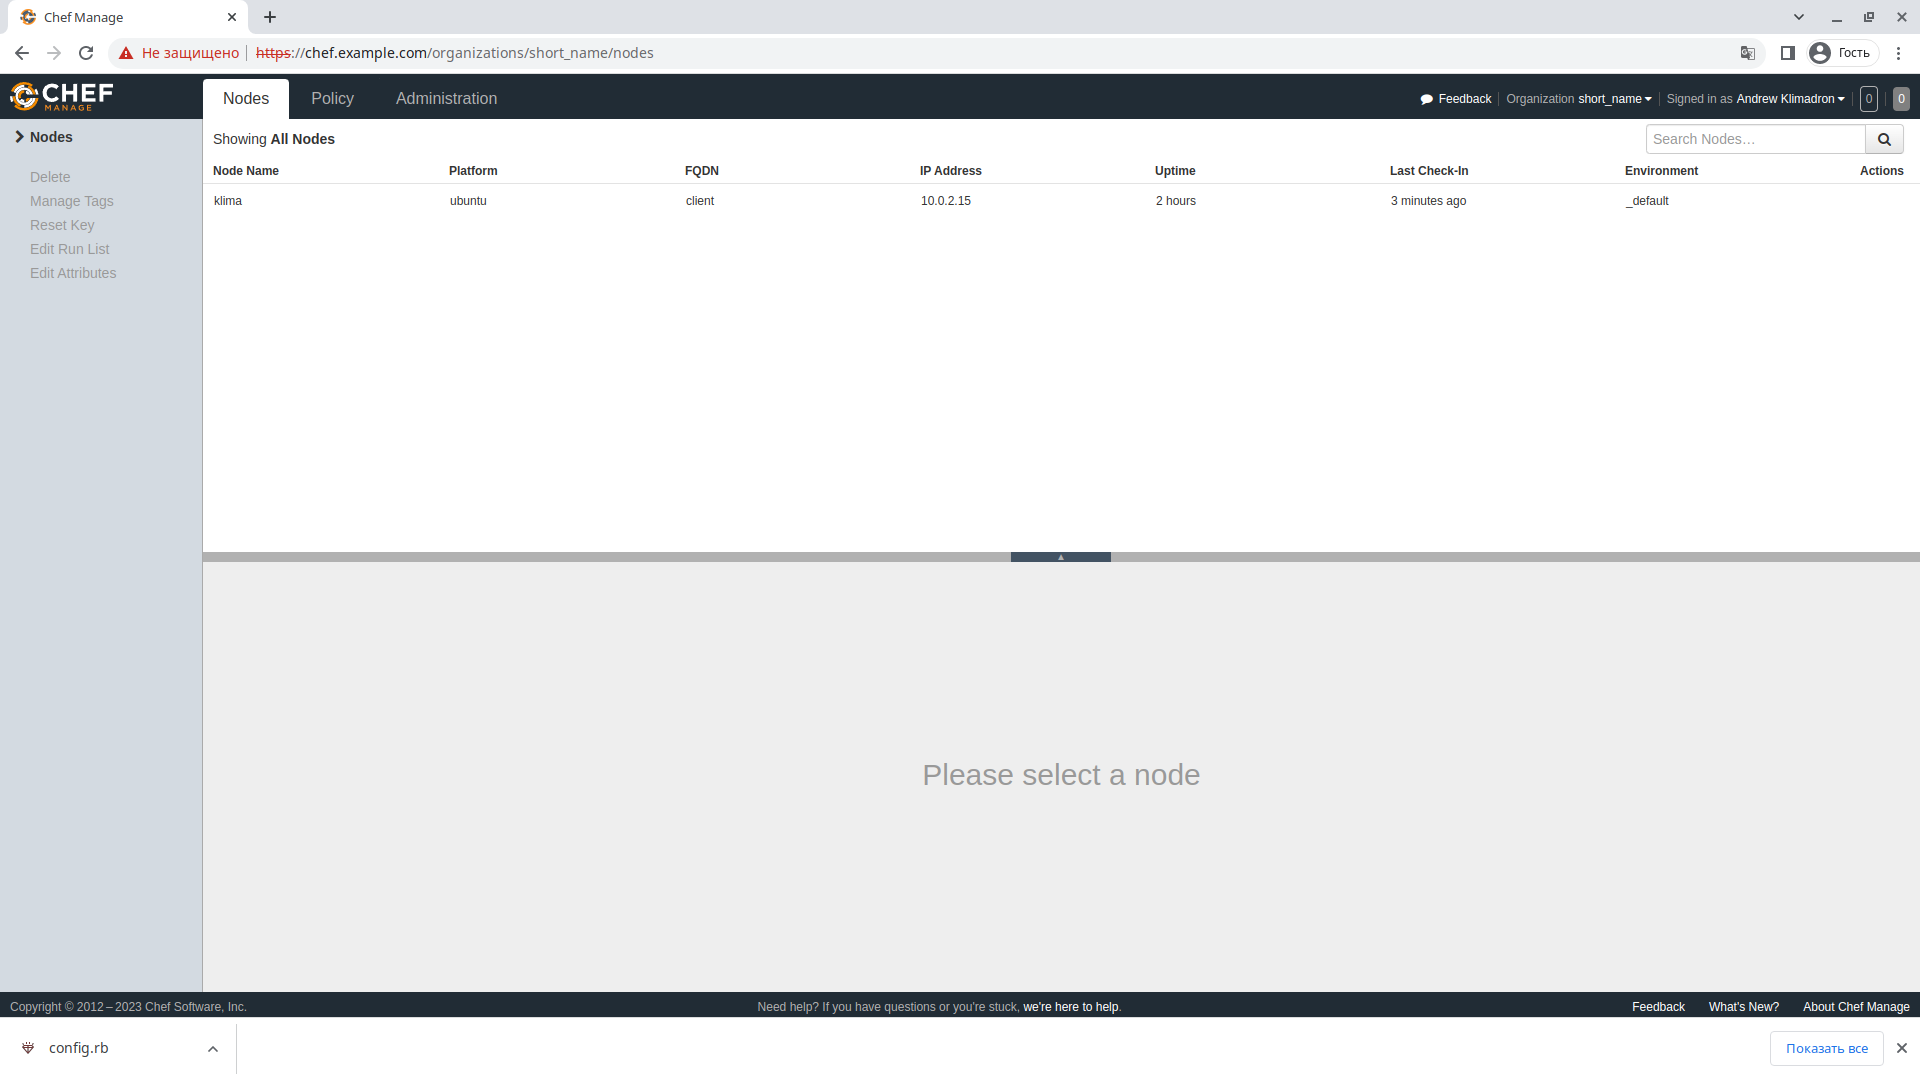 Chef Manage
Не защищено https://chef.example.com/organizations/short_name/nodes Гость
CHEF MANAGE
Nodes Policy Administration Feedback Organization short_name Signed in as Andrew Klimadron 0 0
Nodes
Delete
Manage Tags
Reset Key
Edit Run List
Edit Attributes
Showing All Nodes Search Nodes…
Node Name Platform FQDN IP Address Uptime Last Check-In Environment Actions
klima ubuntu client 10.0.2.15 2 hours 3 minutes ago _default
Please select a node
Copyright © 2012 – 2023 Chef Software, Inc. Need help? If you have questions or you're stuck, we're here to help. Feedback What's New? About Chef Manage
config.rb Показать все